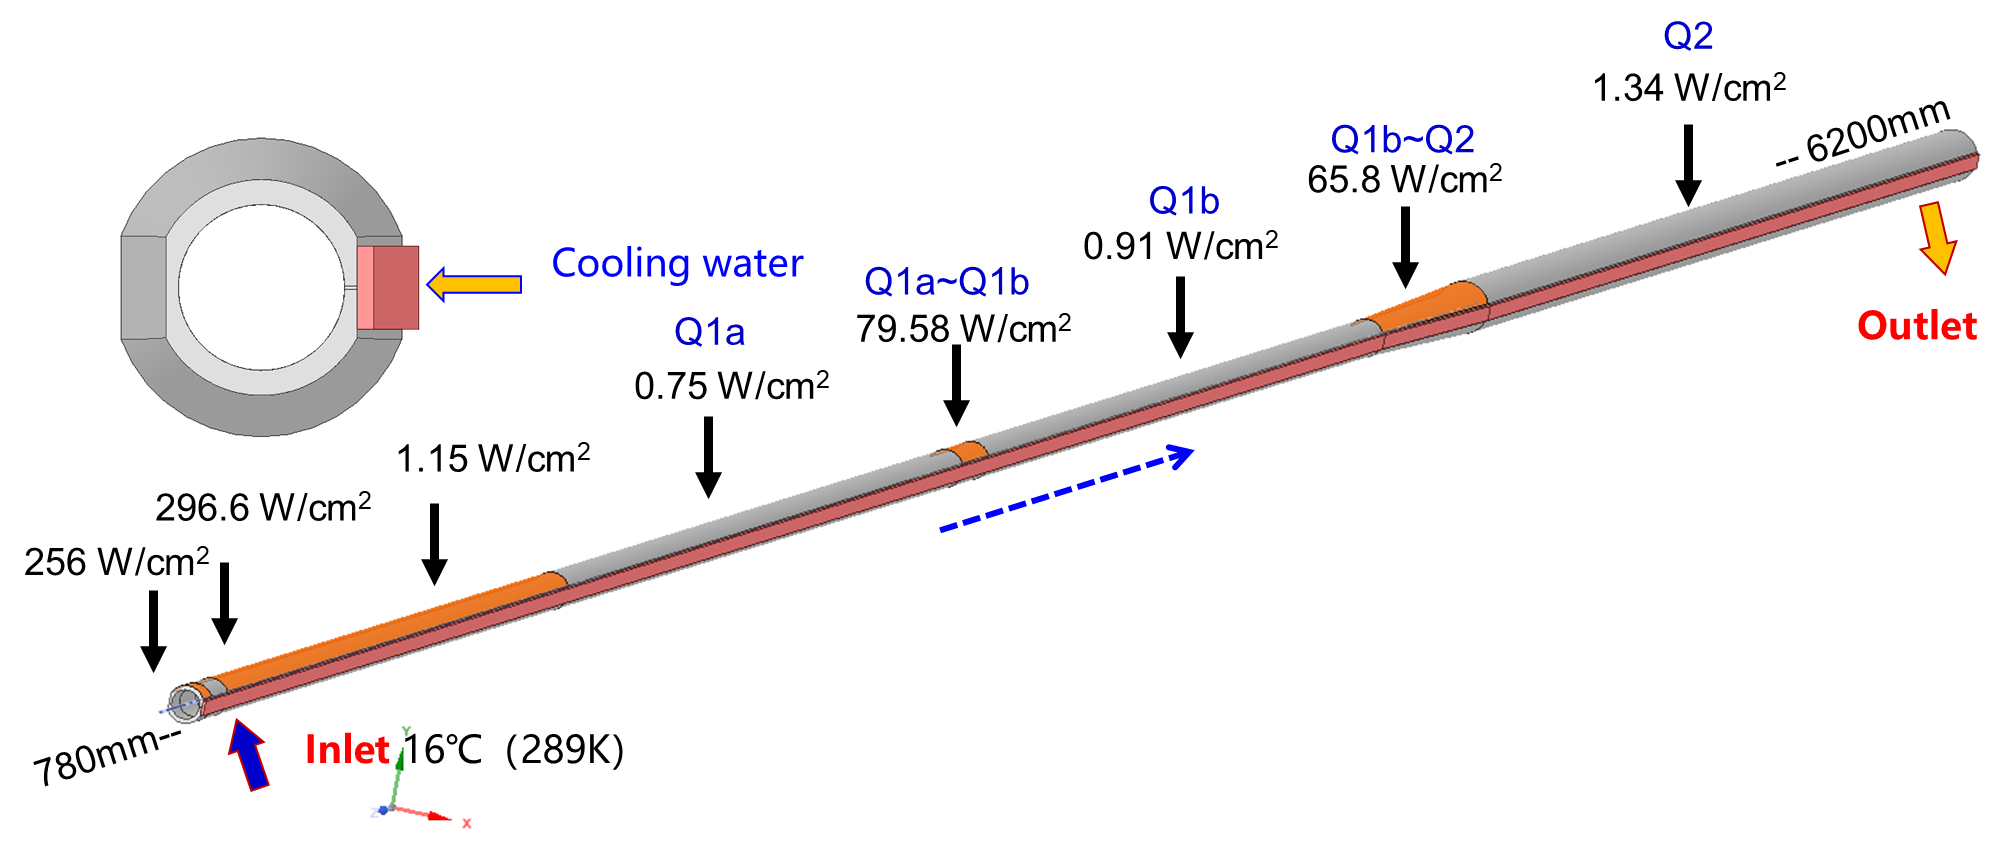 Q2
1.34 W/cm²
-- 6200mm
Q1b~Q2
65.8 W/cm²
Q1b
0.91 W/cm²
Cooling water
Q1a~Q1b
79.58 W/cm²
Q1a
0.75 W/cm²
Outlet
1.15 W/cm²
296.6 W/cm²
256 W/cm²
780mm--
Inlet 16℃ (289K)
Y
Z
X